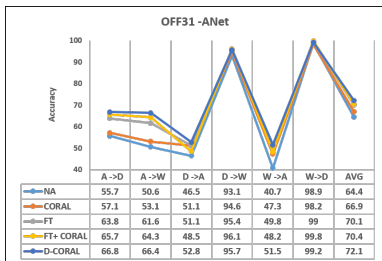 OFF31 -ANet
100
90
80
70
60
50
40
Accuracy
A ->D A ->W D ->A D ->W W ->A W->D AVG
NA 55.7 50.6 46.5 93.1 40.7 98.9 64.4
CORAL 57.1 53.1 51.1 94.6 47.3 98.2 66.9
FT 63.8 61.6 51.1 95.4 49.8 99 70.1
FT+ CORAL 65.7 64.3 48.5 96.1 48.2 99.8 70.4
D-CORAL 66.8 66.4 52.8 95.7 51.5 99.2 72.1